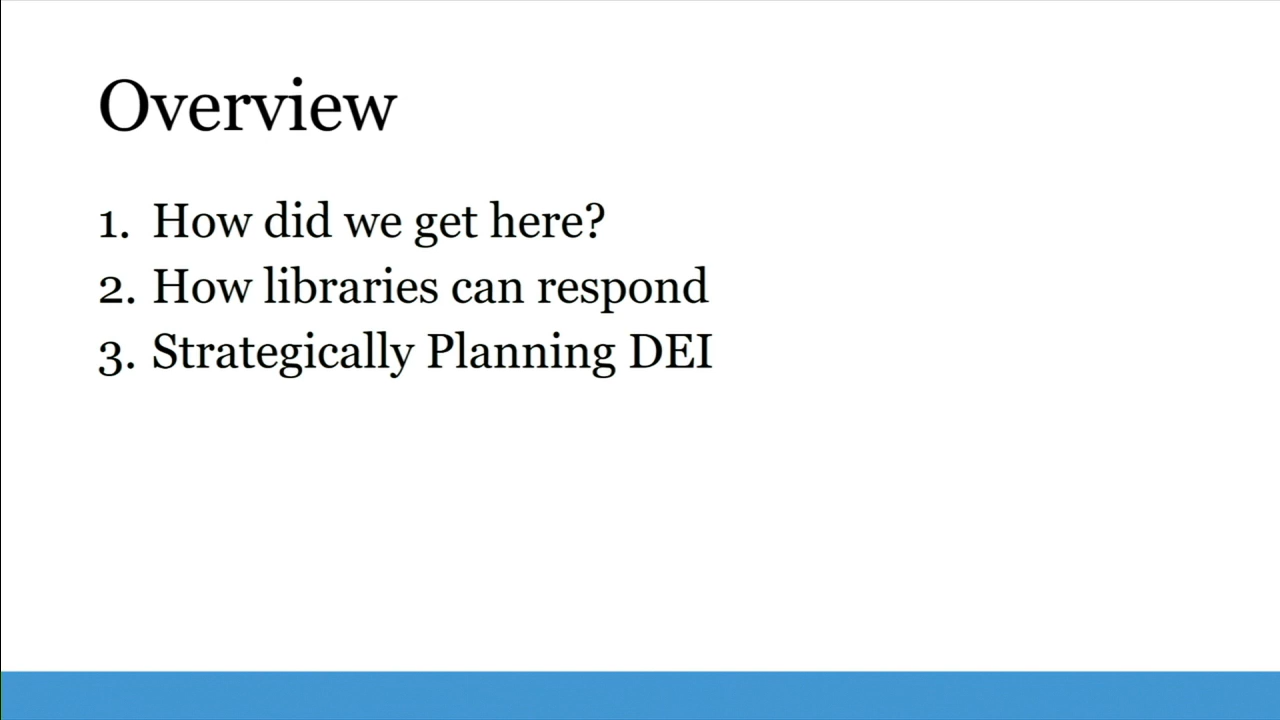 Overview
1. How did we get here?
2. How libraries can respond
3. Strategically Planning DEI